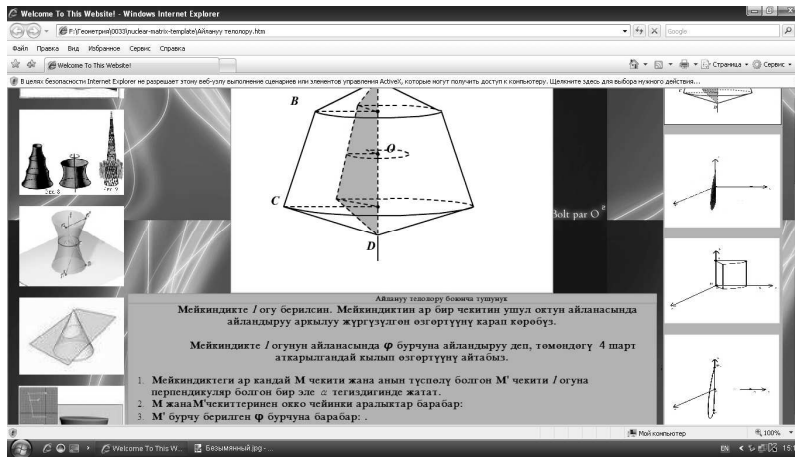 Welcome To This Website! - Windows Internet Explorer
F:\Геометрия\0033\nuclear-matrix-template\Айлануу телолору.htm
Google
Файл Правка Вид Избранное Сервис Справка
Welcome To This Website!
Страница Сервис
В целях безопасности Internet Explorer не разрешает этому веб-узлу выполнение сценариев или элементов управления ActiveX, которые могут получить доступ к компьютеру. Щелкните здесь для выбора нужного действия...
B
O
C
D
Bolt par O
Айлануу телолору боюнча тушунук
Мейкиндикте l огу берилсин. Мейкиндиктин ар бир чекитин ушул октун айланасында
айландыруу аркылуу жүргүзүлгөн өзгөртүүнү карап көрөбүз.
Мейкиндикте l огунун айланасында φ бурчуна айландыруу деп, төмөндөгү 4 шарт
аткарылгандай кылып өзгөртүүнү айтабыз.
1. Мейкиндиктеги ар кандай M чекити жана анын түспөлү болгон M' чекити l огуна
перпендикуляр болгон бир эле α тегиздигинде жатат.
2. M жанаM'чекиттеринен окко чейинки аралыктар барабар:
3. M' бурчу берилген φ бурчуна барабар: .
Мой компьютер
100%
Welcome To This W...
Безымянный.jpg - ...
EN